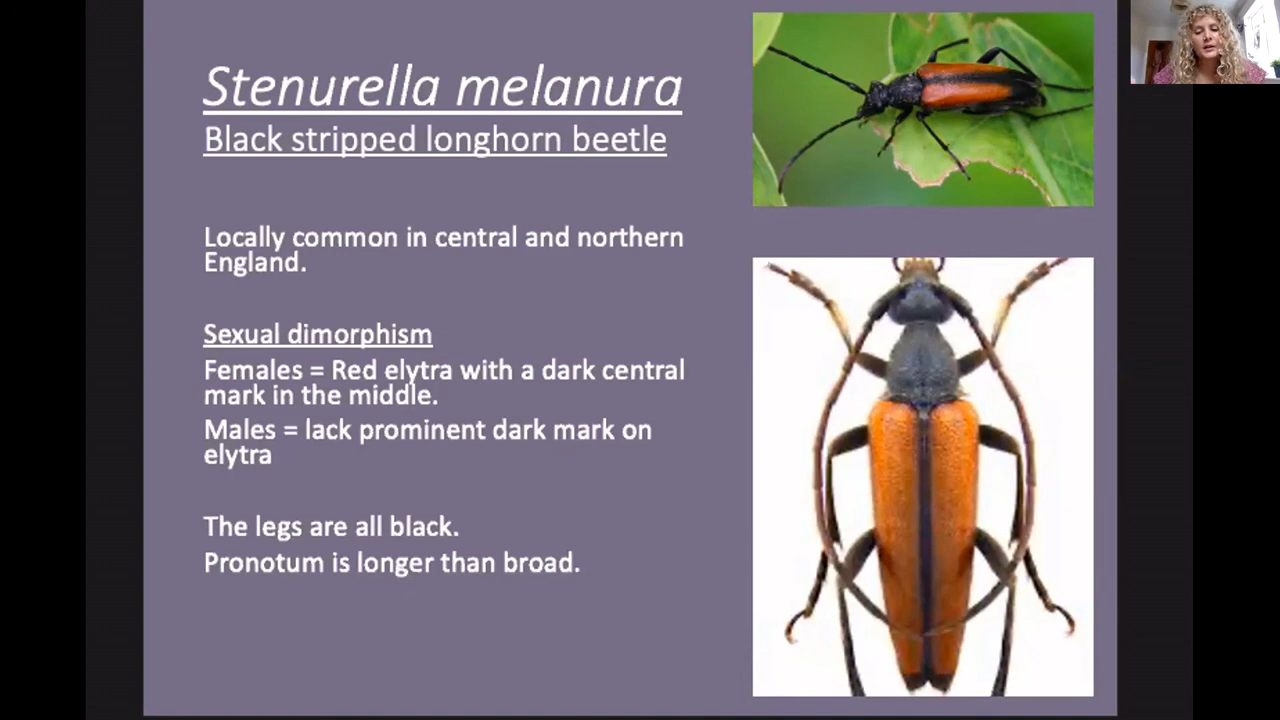 Stenurella melanura
Black stripped longhorn beetle
Locally common in central and northern
England.
Sexual dimorphism
Females = Red elytra with a dark central
mark in the middle.
Males = lack prominent dark mark on
elytra
The legs are all black.
Pronotum is longer than broad.